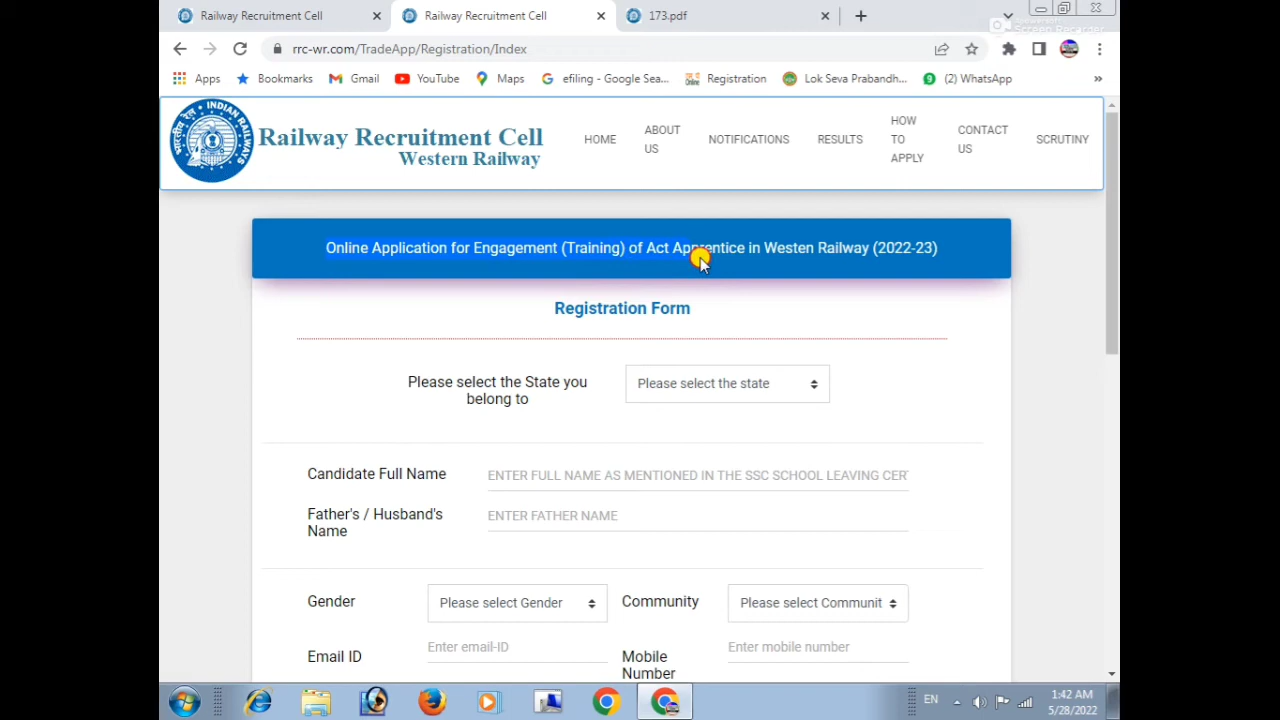 Railway Recruitment Cell
Railway Recruitment Cell
173.pdf
rrc-wr.com/TradeApp/Registration/Index
Apps
Bookmarks
Gmail
YouTube
Maps
efiling - Google Sea...
Registration
Lok Seva Prabandh...
(2) WhatsApp
Railway Recruitment Cell
Western Railway
HOME
ABOUT
US
NOTIFICATIONS
RESULTS
HOW
TO
APPLY
CONTACT
US
SCRUTINY
Online Application for Engagement (Training) of Act Apprentice in Westen Railway (2022-23)
Registration Form
Please select the State you
belong to
Please select the state
Candidate Full Name
ENTER FULL NAME AS MENTIONED IN THE SSC SCHOOL LEAVING CER
Father's / Husband's
Name
ENTER FATHER NAME
Gender
Please select Gender
Community
Please select Communit
Email ID
Enter email-ID
Mobile
Number
Enter mobile number
EN
1:42 AM
5/28/2022